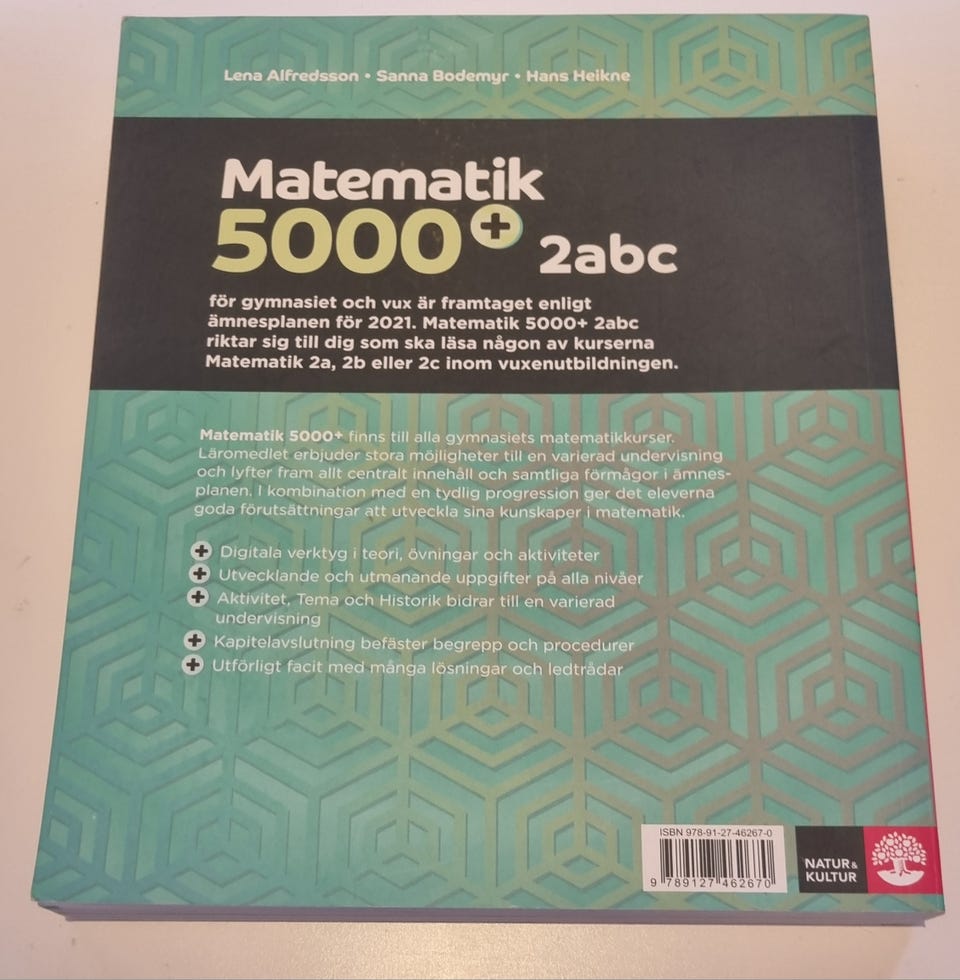 Lena Alfredsson • Sanna Bodemyr • Hans Heikne
Matematik
5000+ 2abc
för gymnasiet och vux är framtaget enligt
ämnesplanen för 2021. Matematik 5000+ 2abc
riktar sig till dig som ska läsa någon av kurserna
Matematik 2a, 2b eller 2c inom vuxenutbildningen.
Matematik 5000+ finns till alla gymnasiets matematikkurser.
Läromedlet erbjuder stora möjligheter till en varierad undervisning
och lyfter fram allt centralt innehåll och samtliga förmågor i ämnes-
planen. I kombination med en tydlig progression ger det eleverna
goda förutsättningar att utveckla sina kunskaper i matematik.
+ Digitala verktyg i teori, övningar och aktiviteter
+ Utvecklande och utmanande uppgifter på alla nivåer
+ Aktivitet, Tema och Historik bidrar till en varierad
undervisning
+ Kapitelavslutning befäster begrepp och procedurer
+ Utförligt facit med många lösningar och ledtrådar
ISBN 978-91-27-46267-0
9 789127 462670
NATUR &
KULTUR